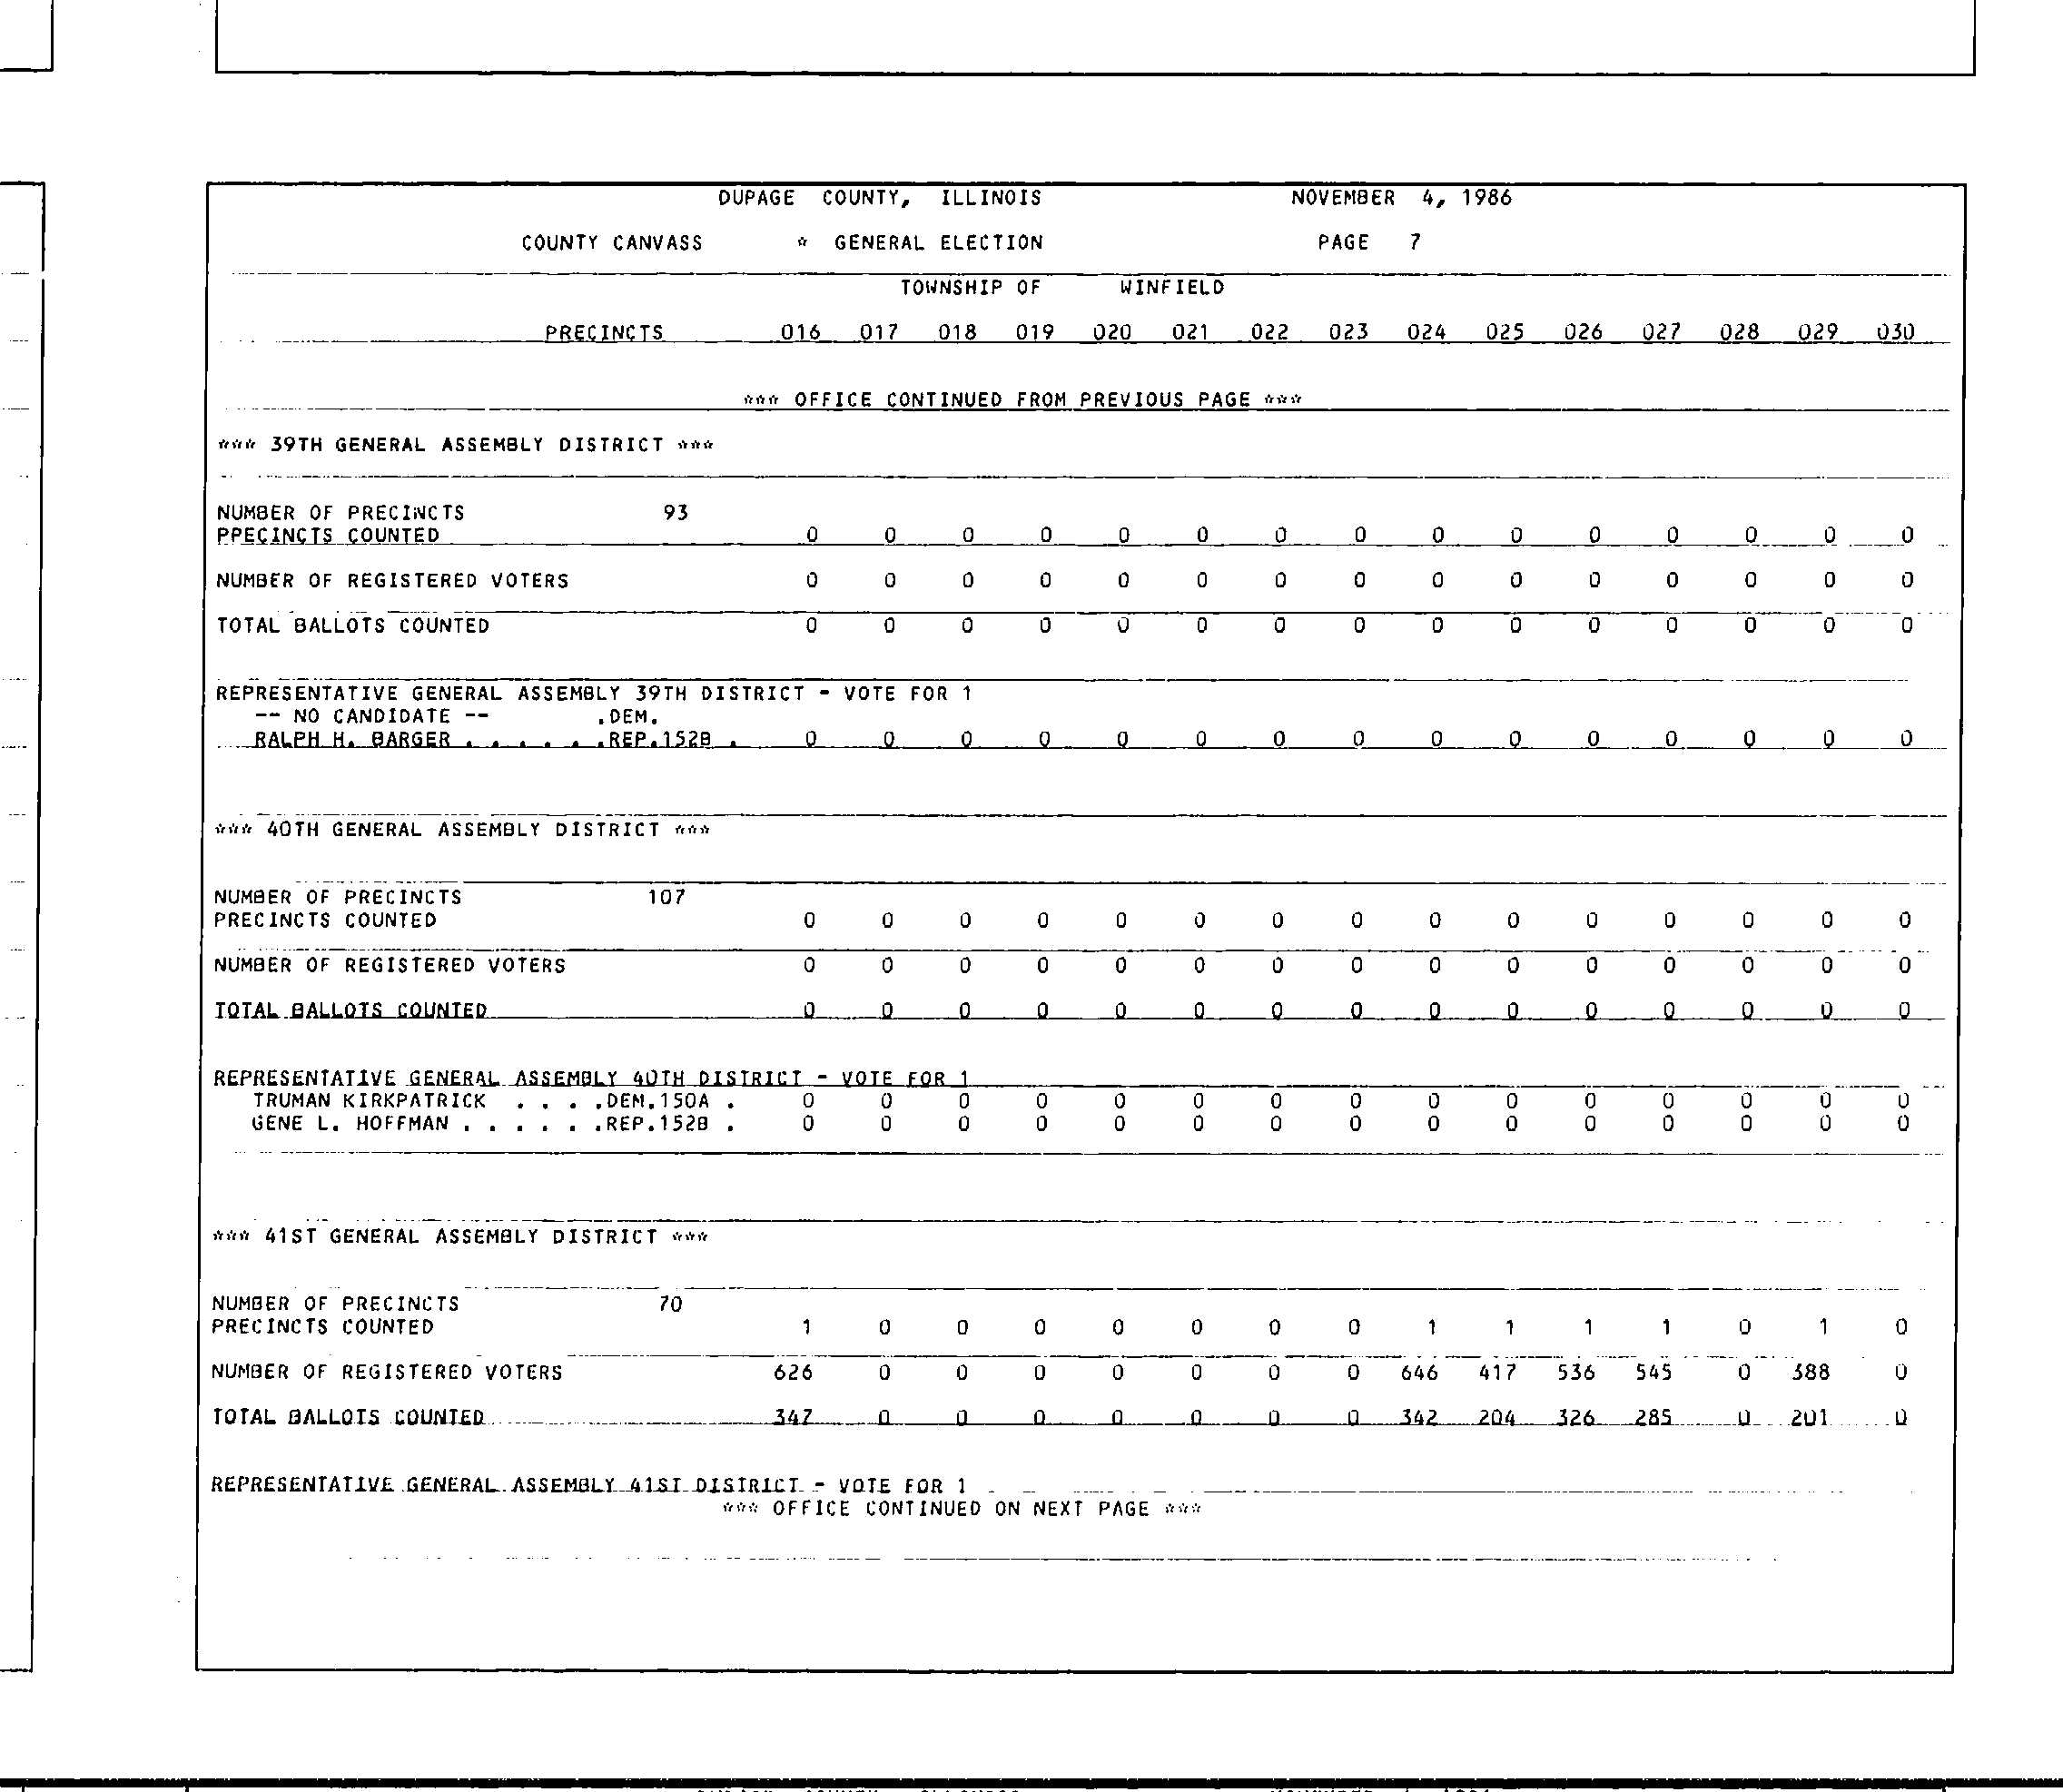 DUPAGE COUNTY, ILLINOIS NOVEMBER 4, 1986
COUNTY CANVASS * GENERAL ELECTION PAGE 7
TOWNSHIP OF WINFIELD
PRECINCTS 016 017 018 019 020 021 022 023 024 025 026 027 028 029 030
*** OFFICE CONTINUED FROM PREVIOUS PAGE ***
*** 39TH GENERAL ASSEMBLY DISTRICT ***
NUMBER OF PRECINCTS 93
PPECINCTS COUNTED 0 0 0 0 0 0 0 0 0 0 0 0 0 0 0
NUMBER OF REGISTERED VOTERS 0 0 0 0 0 0 0 0 0 0 0 0 0 0 0
TOTAL BALLOTS COUNTED 0 0 0 0 0 0 0 0 0 0 0 0 0 0 0
REPRESENTATIVE GENERAL ASSEMBLY 39TH DISTRICT - VOTE FOR 1
-- NO CANDIDATE -- .DEM.
RALPH H. BARGER . . . . . .REP.152B . 0 0 0 0 0 0 0 0 0 0 0 0 0 0 0
*** 40TH GENERAL ASSEMBLY DISTRICT ***
NUMBER OF PRECINCTS 107
PRECINCTS COUNTED 0 0 0 0 0 0 0 0 0 0 0 0 0 0 0
NUMBER OF REGISTERED VOTERS 0 0 0 0 0 0 0 0 0 0 0 0 0 0 0
TOTAL BALLOTS COUNTED 0 0 0 0 0 0 0 0 0 0 0 0 0 0 0
REPRESENTATIVE GENERAL ASSEMBLY 40TH DISTRICT - VOTE FOR 1
TRUMAN KIRKPATRICK . . . .DEM.150A . 0 0 0 0 0 0 0 0 0 0 0 0 0 0 0
GENE L. HOFFMAN . . . . . .REP.152B . 0 0 0 0 0 0 0 0 0 0 0 0 0 0 0
*** 41ST GENERAL ASSEMBLY DISTRICT ***
NUMBER OF PRECINCTS 70
PRECINCTS COUNTED 1 0 0 0 0 0 0 0 1 1 1 1 0 1 0
NUMBER OF REGISTERED VOTERS 626 0 0 0 0 0 0 0 646 417 536 545 0 388 0
TOTAL BALLOTS COUNTED 347 0 0 0 0 0 0 0 342 204 326 285 0 201 0
REPRESENTATIVE GENERAL ASSEMBLY 41ST DISTRICT - VOTE FOR 1
*** OFFICE CONTINUED ON NEXT PAGE ***